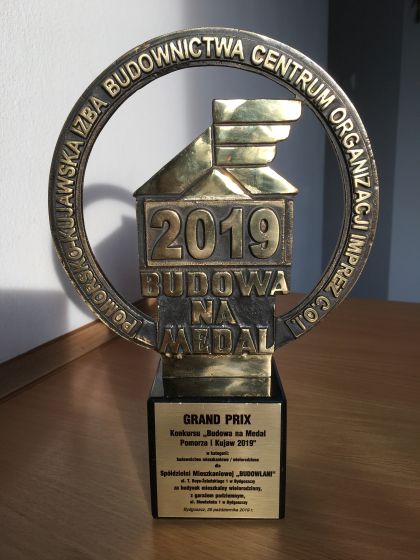 POMORSKO-KUJAWSKA IZBA BUDOWNICTWA CENTRUM ORGANIZACJI IMPREZ C.O.I.
2019
BUDOWA
NA
MEDAL
GRAND PRIX
Konkursu „Budowa na Medal
Pomorza i Kujaw 2019"
w kategorii:
budownictwo mieszkaniowe / wielorodzinne
dla
Spółdzielni Mieszkaniowej „BUDOWLANI"
ul. T. Boya-Żeleńskiego 1 w Bydgoszczy
za budynek mieszkalny wielorodzinny,
z garażem podziemnym,
ul. Słowiańska 1 w Bydgoszczy
Bydgoszcz, 26 października 2019 r.